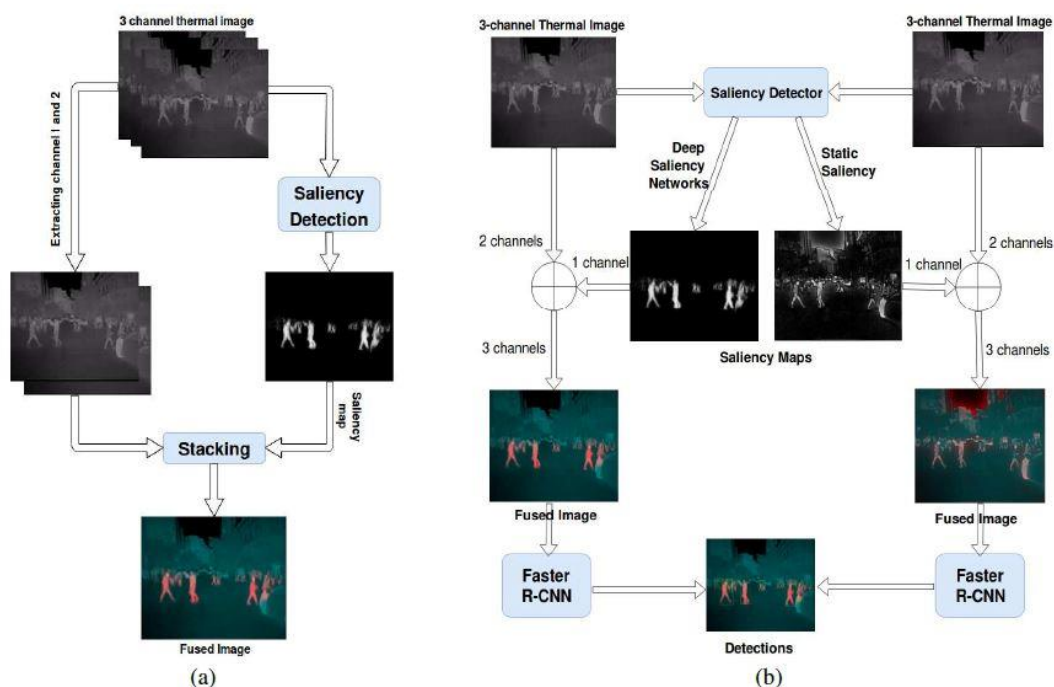 3 channel thermal image
Extracting channel 1 and 2
Saliency
Detection
Saliency
map
Stacking
Fused Image
(a)
3-channel Thermal Image
3-channel Thermal Image
Saliency Detector
Deep
Saliency
Networks
Static
Saliency
2 channels
1 channel
1 channel
2 channels
Saliency Maps
3 channels
3 channels
Fused Image
Fused Image
Faster
R-CNN
Faster
R-CNN
Detections
(b)